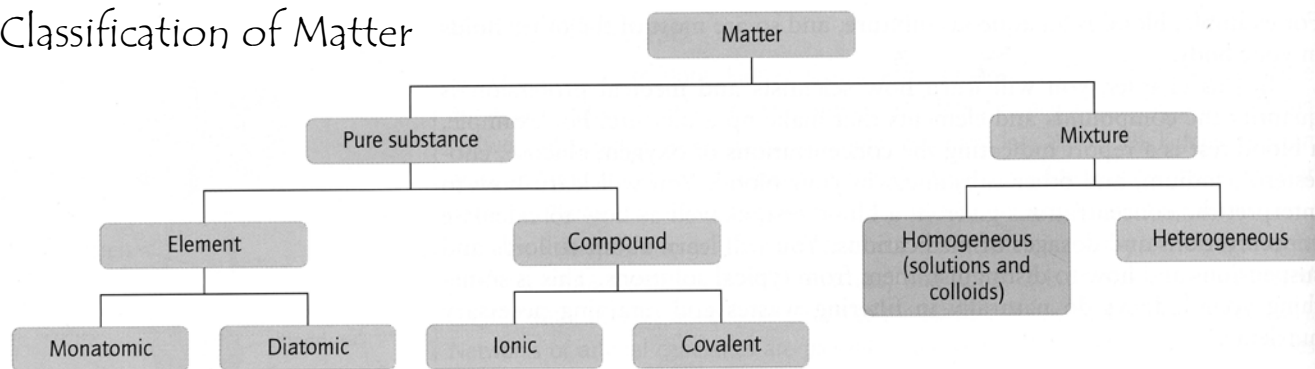 Classification of Matter
Matter
Pure substance
Mixture
Element
Compound
Homogeneous
(solutions and
colloids)
Heterogeneous
Monatomic
Diatomic
Ionic
Covalent